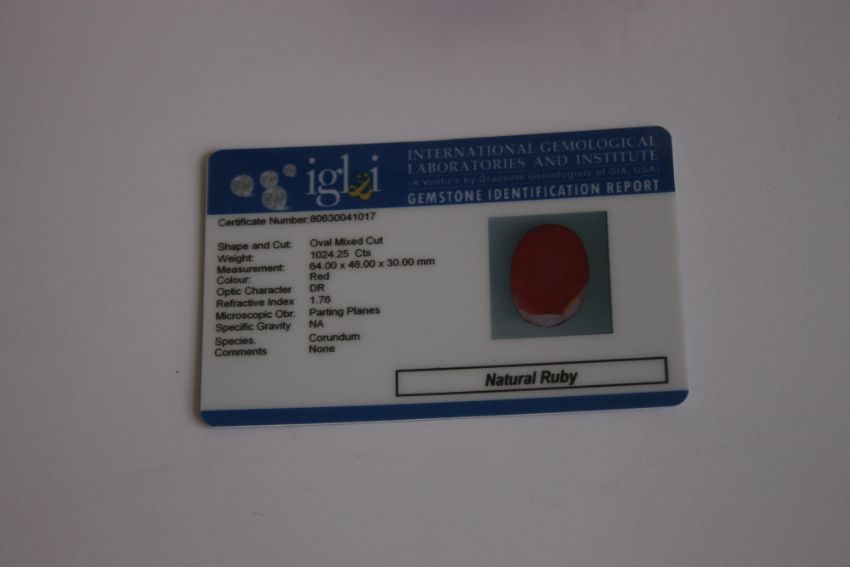 igl&i
INTERNATIONAL GEMOLOGICAL
LABORATORIES AND INSTITUTE
(A Venture by Graduate Gemologists of GIA, USA)
GEMSTONE IDENTIFICATION REPORT
Certificate Number:80630041017
Shape and Cut: Oval Mixed Cut
Weight: 1024.25 Cts
Measurement: 64.00 x 48.00 x 30.00 mm
Colour: Red
Optic Character DR
Refractive Index 1.76
Microscopic Obr. Parting Planes
Specific Gravity NA
Species. Corundum
Comments None
Natural Ruby